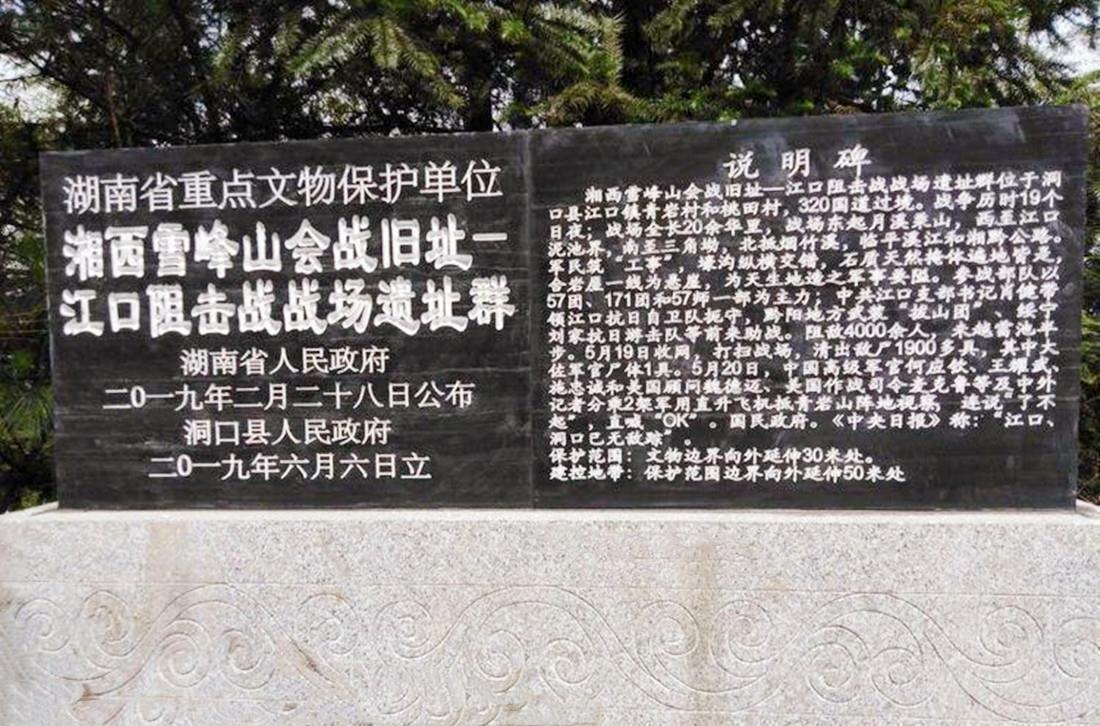 湖南省重点文物保护单位
湘西雪峰山会战旧址—
江口阻击战战场遗址群
湖南省人民政府
二0一九年二月二十八日公布
洞口县人民政府
二0一九年六月六日立
说明碑
湘西雪峰山会战旧址—江口阻击战战场遗址群位于洞
口县江口镇青岩村和桃田村，320国道过境。战争历时19个
日夜；战场全长20余华里，战场东起月溪栗山，西至江口
泥池界，南至三角坳，北抵烟竹溪，临平溪江和湘黔公路。
军民筑“工事”，壕沟纵横交错，石质天然掩体遍地皆是，
合岩屋一线为悬崖，为天生地造之军事要隘。参战部队以
57团、171团和57师一部为主力；中共江口支部书记肖健带
领江口抗日自卫队扼守，黔阳地方武装“拔山团”、绥宁
刘家抗日游击队等前来助战。阻敌4000余人，未越雷池半
步。5月19日收网，打扫战场，清出敌尸1900多具，其中大
佐军官尸体1具。5月20日，中国高级军官何应钦、王耀武、
施忠诚和美国顾问魏德迈、美国作战司令麦克鲁等及中外
记者分乘2架军用直升飞机抵青岩山阵地视察，连说“了不
起”，直喊“OK”。国民政府。《中央日报》称：“江口、
洞口已无敌踪”。
保护范围：文物边界向外延伸30米处。
建控地带：保护范围边界向外延伸50米处